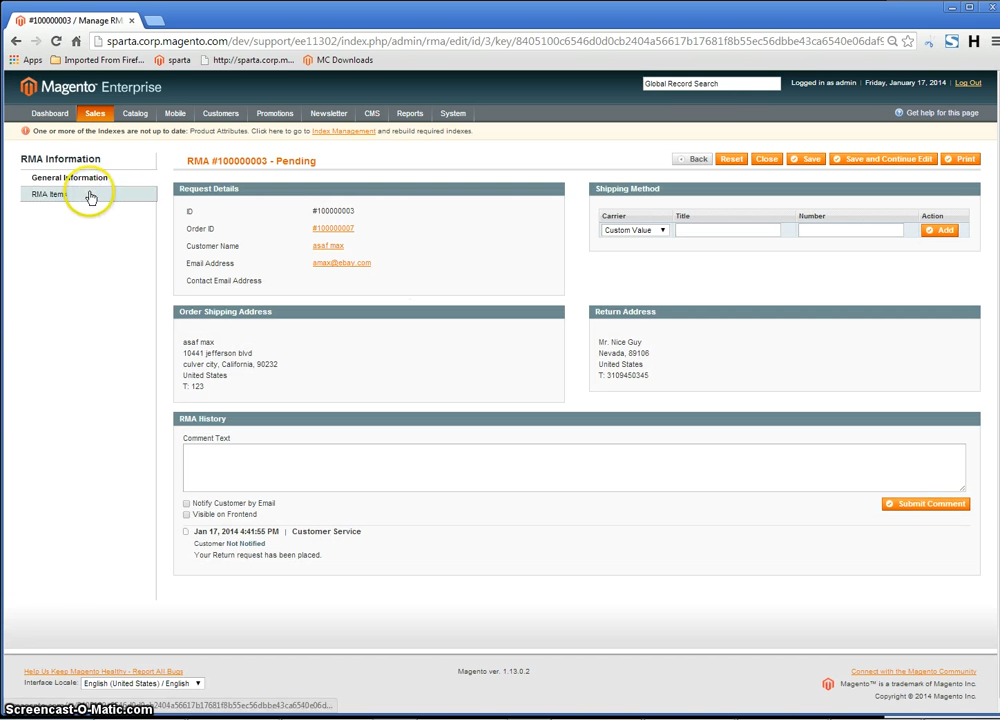 #100000003 / Manage RM
sparta.corp.magento.com/dev/support/ee11302/index.php/admin/rma/edit/id/3/key/8405100c6546d0d0cb2404a56617b17681f8b55ec56dbbe43ca6540b06daf9
Apps Imported From Firef... sparta http://sparta.corp.m... MC Downloads
Magento Enterprise
Global Record Search
Logged in as admin | Friday, January 17, 2014 | Log Out
Dashboard Sales Catalog Mobile Customers Promotions Newsletter CMS Reports System
Get help for this page
One or more of the Indexes are not up to date: Product Attributes. Click here to go to Index Management and rebuild required indexes.
RMA Information
General Information
RMA Item
RMA #100000003 - Pending
Back Reset Close Save Save and Continue Edit Print
Request Details
ID #100000003
Order ID #100000007
Customer Name asaf max
Email Address amax@ebay.com
Contact Email Address
Shipping Method
Carrier Title Number Action
Custom Value Add
Order Shipping Address
asaf max
10441 jefferson blvd
culver city, California, 90232
United States
T: 123
Return Address
Mr. Nice Guy
Nevada, 89106
United States
T: 3109450345
RMA History
Comment Text
Notify Customer by Email
Visible on Frontend
Submit Comment
Jan 17, 2014 4:41:55 PM | Customer Service
Customer Not Notified
Your Return request has been placed.
Help Us Keep Magento Healthy - Report All Bugs
Interface Locale: English (United States) / English
Magento ver. 1.13.0.2
Connect with the Magento Community
Magento™ is a trademark of Magento Inc.
Copyright © 2014 Magento Inc.
Screencast-O-Matic.com